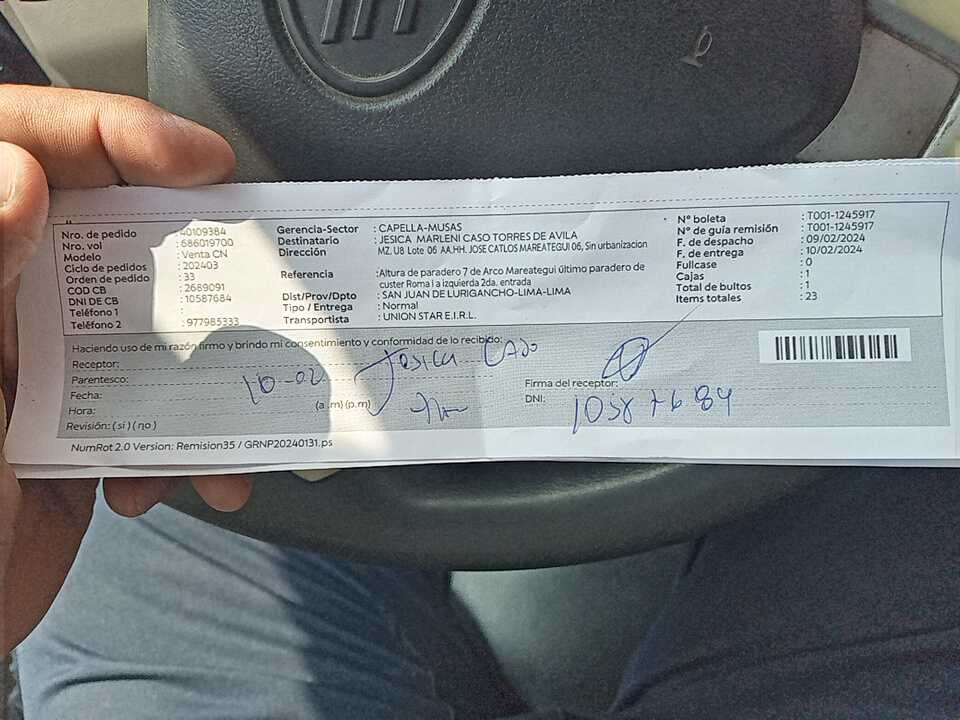 Nro. de pedido : 40109384
Nro. vol : 686019700
Modelo : Venta CN
Ciclo de pedidos : 202403
Orden de pedido : 33
COD CB : 2689091
DNI DE CB : 10587684
Teléfono 1 :
Teléfono 2 : 977985333
Gerencia-Sector : CAPELLA-MUSAS
Destinatario : JESICA MARLENI CASO TORRES DE AVILA
Dirección : MZ. U8 Lote 06 AA.HH. JOSE CATLOS MAREATEGUI 06, Sin urbanizacion
Referencia : Altura de paradero 7 de Arco Mareategui último paradero de
custer Roma I a izquierda 2da. entrada
Dist/Prov/Dpto : SAN JUAN DE LURIGANCHO-LIMA-LIMA
Tipo / Entrega : Normal
Transportista : UNION STAR E.I.R.L.
N° boleta : T001-1245917
N° de guía remisión : T001-1245917
F. de despacho : 09/02/2024
F. de entrega : 10/02/2024
Fullcase : 0
Cajas : 1
Total de bultos : 1
Items totales : 23
Haciendo uso de mi razón firmo y brindo mi consentimiento y conformidad de lo recibido:
Receptor: Jesica Caso
Parentesco:
Fecha: 10-02
Hora: (a.m) (p.m)
Revisión: ( si ) ( no )
Firma del receptor:
DNI: 10587684
NumRot 2.0 Version: Remision35 / GRNP20240131.ps